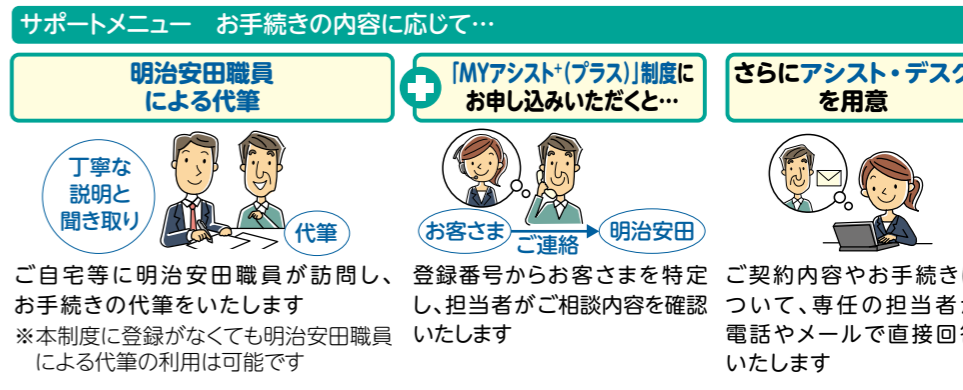 サポートメニュー お手続きの内容に応じて…
明治安田職員
による代筆
丁寧な
説明と
聞き取り
代筆
ご自宅等に明治安田職員が訪問し、
お手続きの代筆をいたします
※本制度に登録がなくても明治安田職員
による代筆の利用は可能です
「MYアシスト⁺(プラス)」制度に
お申し込みいただくと…
お客さま
ご連絡
明治安田
登録番号からお客さまを特定
し、担当者がご相談内容を確認
いたします
さらにアシスト・デスク
を用意
ご契約内容やお手続き
ついて、専任の担当者
電話やメールで直接回答
いたします